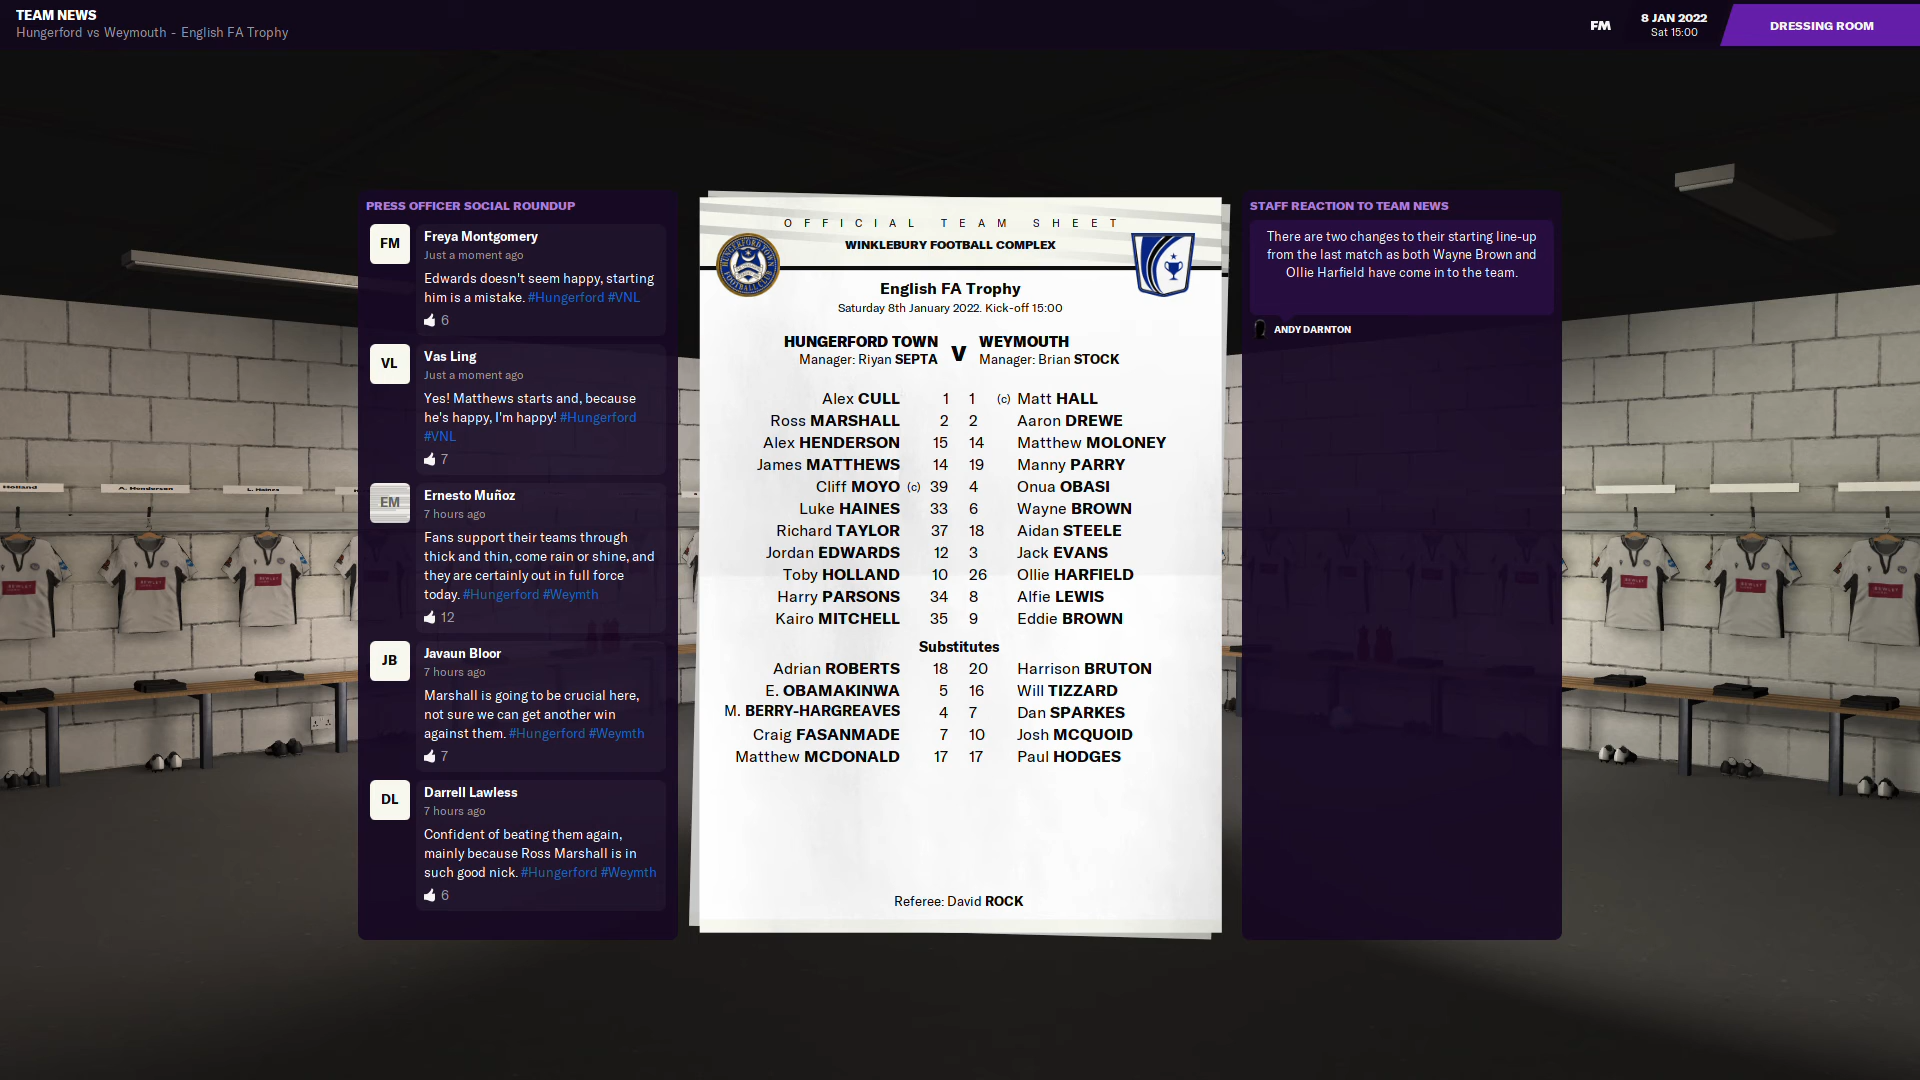 TEAM NEWS
Hungerford vs Weymouth - English FA Trophy
FM
8 JAN 2022
Sat 15:00
DRESSING ROOM
PRESS OFFICER SOCIAL ROUNDUP
FM
Freya Montgomery
Just a moment ago
Edwards doesn't seem happy, starting
him is a mistake. #Hungerford #VNL
6
VL
Vas Ling
Just a moment ago
Yes! Matthews starts and, because
he's happy, I'm happy! #Hungerford
#VNL
7
EM
Ernesto Muñoz
7 hours ago
Fans support their teams through
thick and thin, come rain or shine, and
they are certainly out in full force
today. #Hungerford #Weymth
12
JB
Javaun Bloor
7 hours ago
Marshall is going to be crucial here,
not sure we can get another win
against them. #Hungerford #Weymth
7
DL
Darrell Lawless
7 hours ago
Confident of beating them again,
mainly because Ross Marshall is in
such good nick. #Hungerford #Weymth
6
OFFICIAL TEAM SHEET
WINKLEBURY FOOTBALL COMPLEX
English FA Trophy
Saturday 8th January 2022. Kick-off 15:00
HUNGERFORD TOWN V WEYMOUTH
Manager: Riyan SEPTA Manager: Brian STOCK
Alex CULL 1 1 (c) Matt HALL
Ross MARSHALL 2 2 Aaron DREWE
Alex HENDERSON 15 14 Matthew MOLONEY
James MATTHEWS 14 19 Manny PARRY
Cliff MOYO (c) 39 4 Onua OBASI
Luke HAINES 33 6 Wayne BROWN
Richard TAYLOR 37 18 Aidan STEELE
Jordan EDWARDS 12 3 Jack EVANS
Toby HOLLAND 10 26 Ollie HARFIELD
Harry PARSONS 34 8 Alfie LEWIS
Kairo MITCHELL 35 9 Eddie BROWN
Substitutes
Adrian ROBERTS 18 20 Harrison BRUTON
E. OBAMAKINWA 5 16 Will TIZZARD
M. BERRY-HARGREAVES 4 7 Dan SPARKES
Craig FASANMADE 7 10 Josh MCQUOID
Matthew MCDONALD 17 17 Paul HODGES
Referee: David ROCK
STAFF REACTION TO TEAM NEWS
There are two changes to their starting line-up
from the last match as both Wayne Brown and
Ollie Harfield have come in to the team.
ANDY DARNTON
Holland
A. Henderson
L. Haines